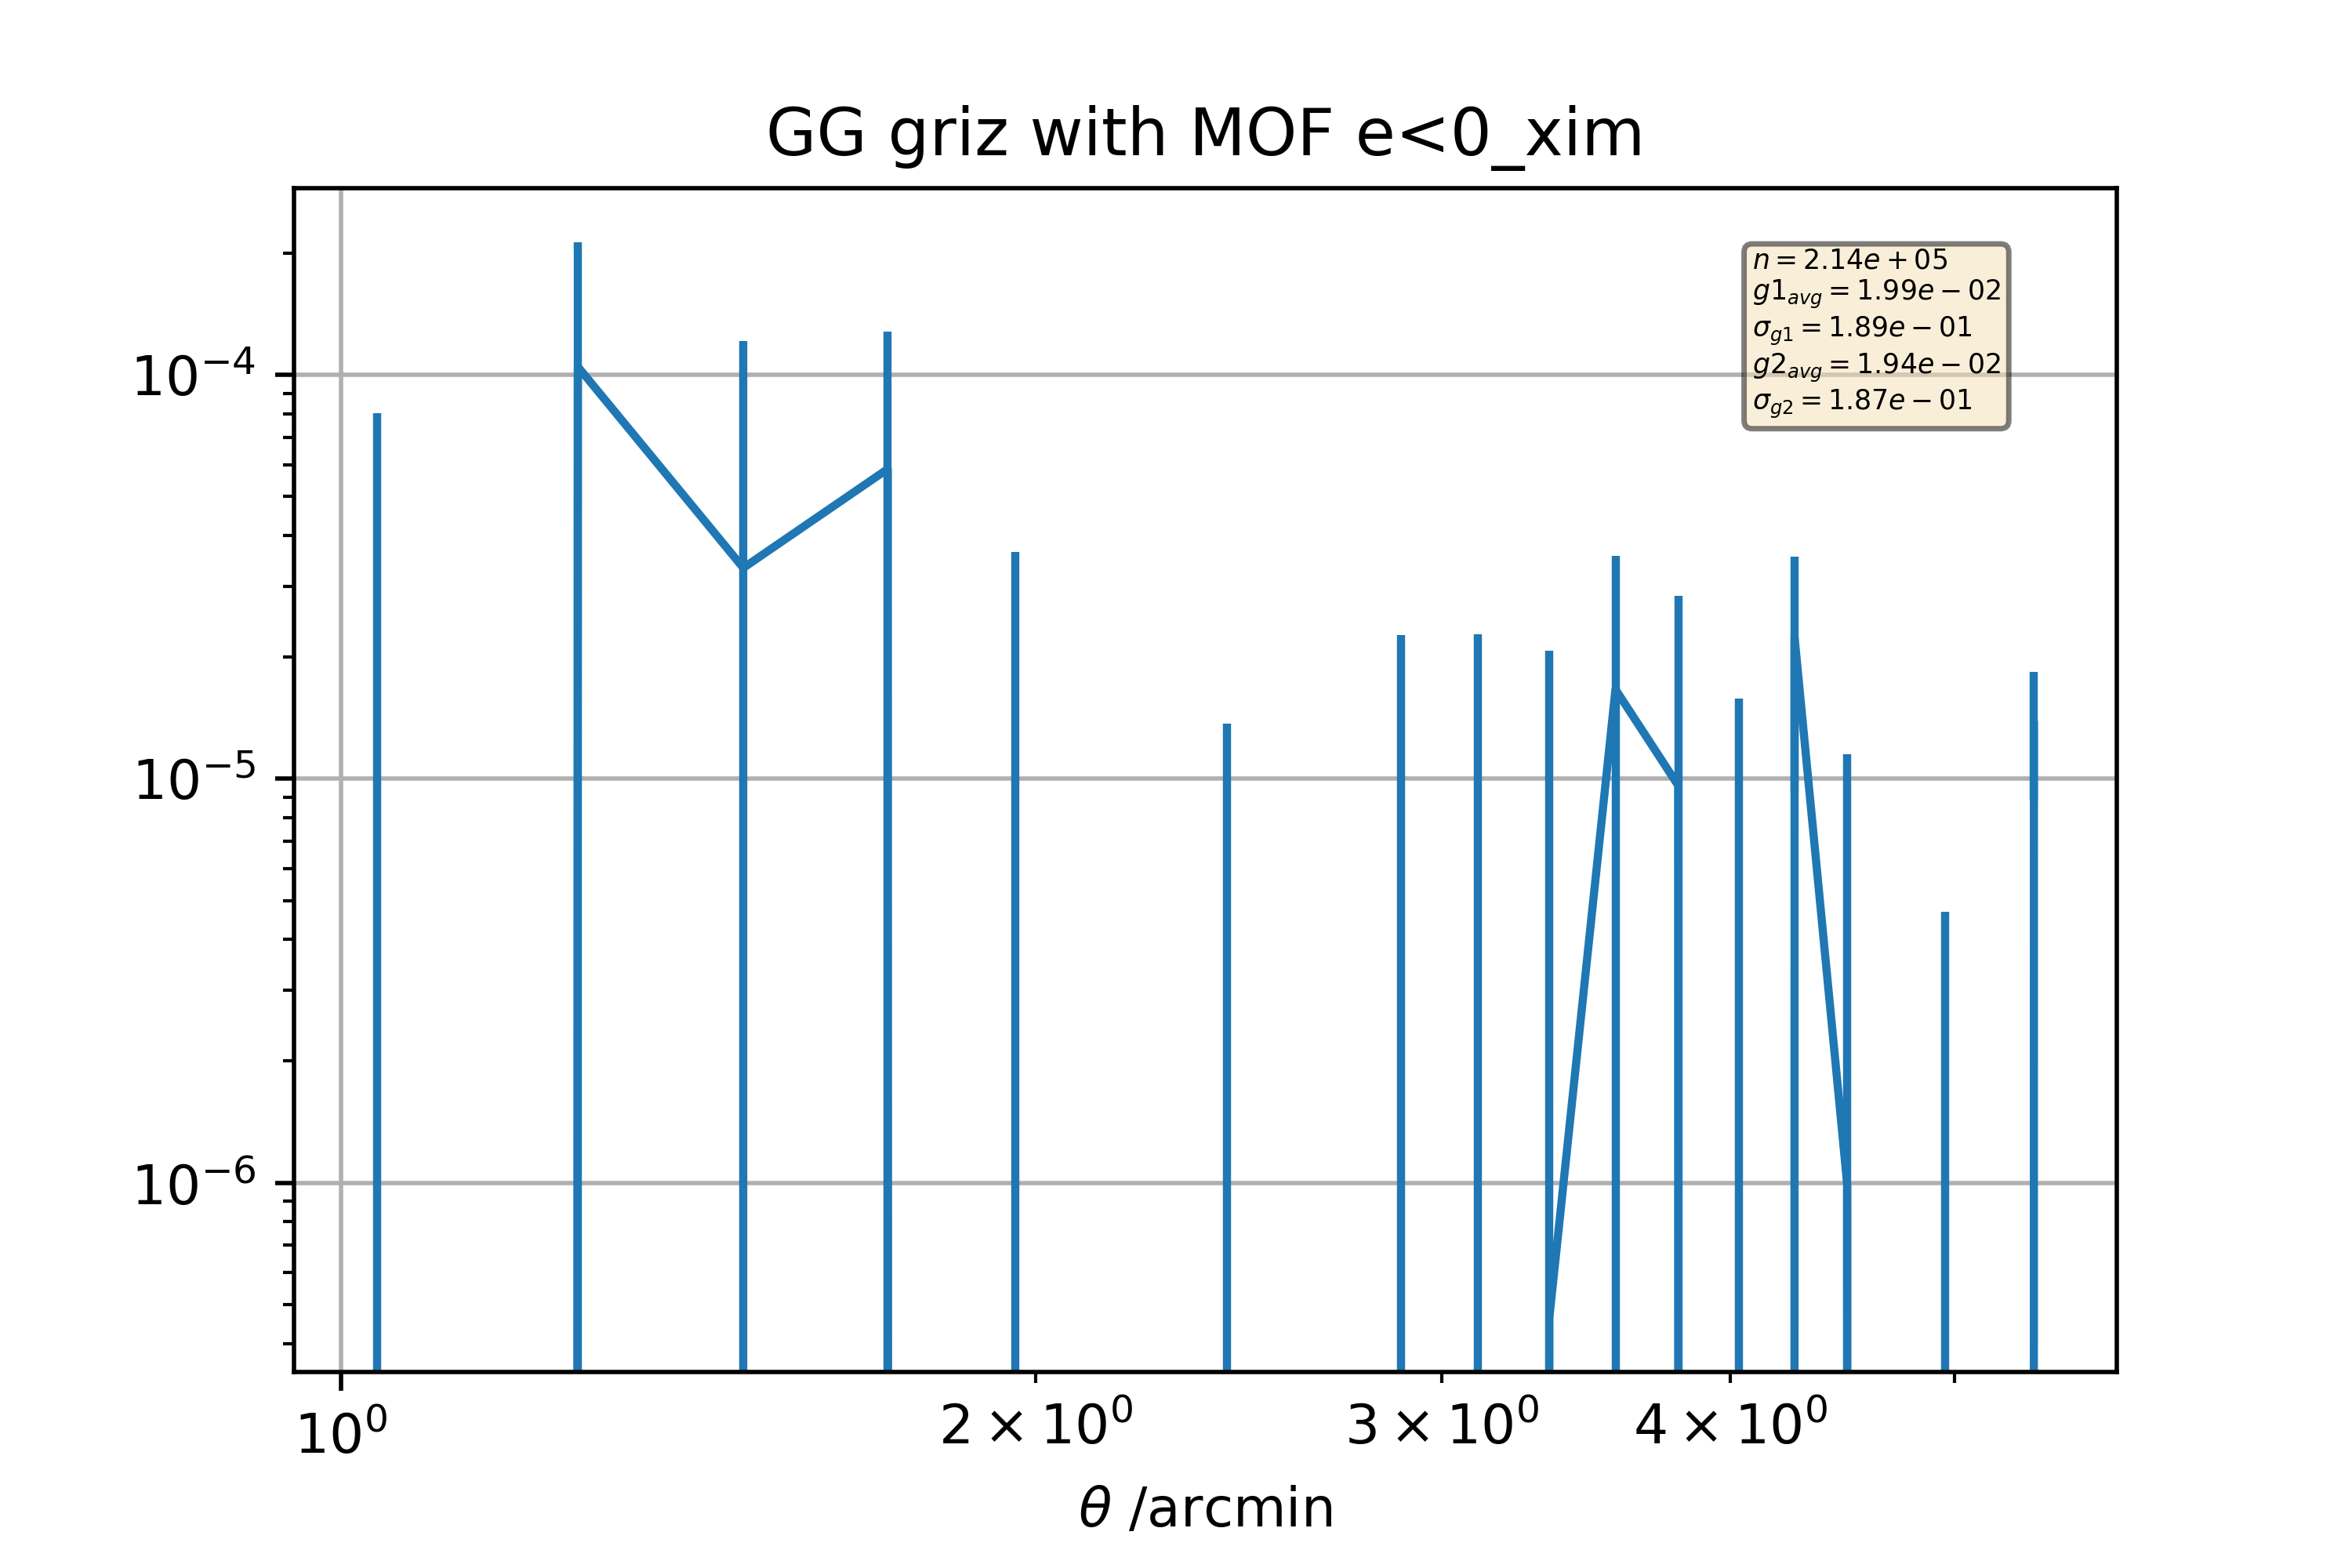 GG griz with MOF e<0_xim
n = 2.14e + 05
g1avg = 1.99e − 02
σg1 = 1.89e − 01
g2avg = 1.94e − 02
σg2 = 1.87e − 01
10⁻⁴
10⁻⁵
10⁻⁶
10⁰ 2 × 10⁰ 3 × 10⁰ 4 × 10⁰
θ /arcmin